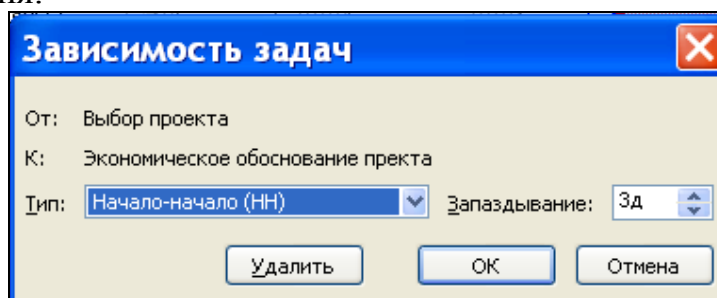 Зависимость задач
От: Выбор проекта
К: Экономическое обоснование пректа
Тип: Начало-начало (НН) Запаздывание: 3д
Удалить ОК Отмена